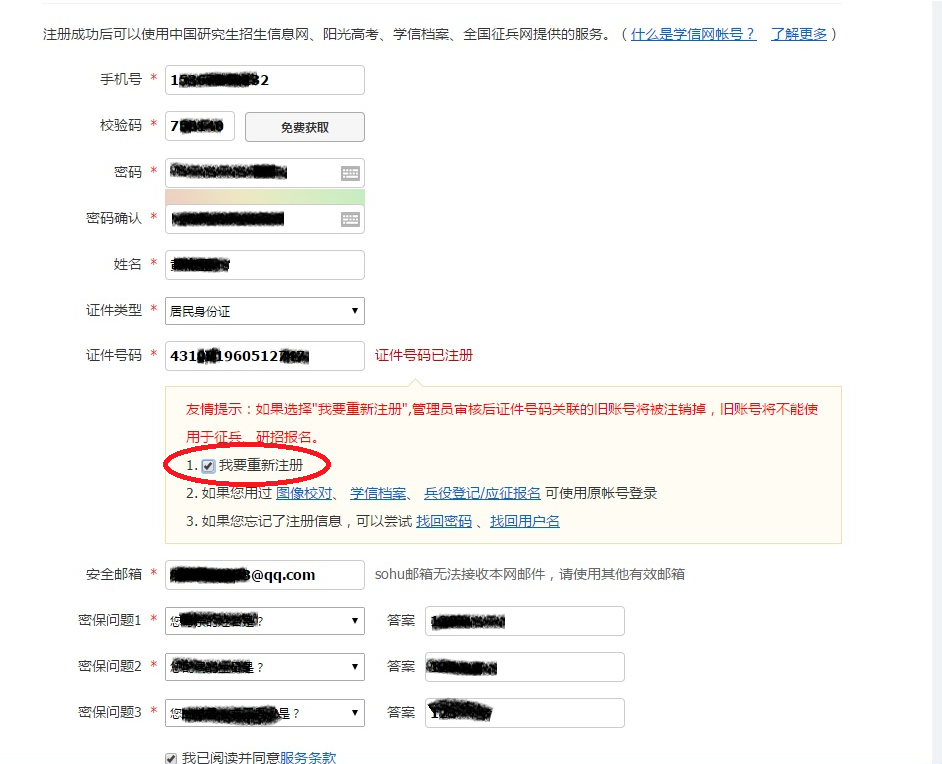 注册成功后可以使用中国研究生招生信息网、阳光高考、学信档案、全国征兵网提供的服务。（什么是学信网帐号？ 了解更多）
手机号 *
校验码 * 免费获取
密码 *
密码确认 *
姓名 *
证件类型 * 居民身份证
证件号码 * 证件号码已注册
友情提示：如果选择"我要重新注册",管理员审核后证件号码关联的旧账号将被注销掉，旧账号将不能使
用于征兵、研招报名。
1. 我要重新注册
2. 如果您用过 图像校对、 学信档案、 兵役登记/应征报名 可使用原帐号登录
3. 如果您忘记了注册信息，可以尝试 找回密码 、找回用户名
安全邮箱 * @qq.com sohu邮箱无法接收本网邮件，请使用其他有效邮箱
密保问题1 * 答案
密保问题2 * 是？ 答案
密保问题3 * 您 是？ 答案
我已阅读并同意服务条款